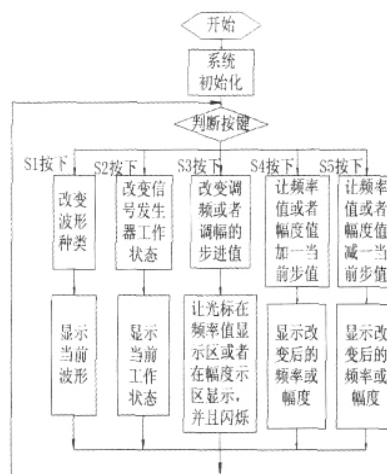 开始
系统
初始化
判断按键
S1按下
S2按下
S3按下
S4按下
S5按下
改变
波形
种类
改变信
号发生
器工作
状态
改变调
频或者
调幅的
步进值
让频率
值或者
幅度值
加一当
前步值
让频率
值或者
幅度值
减一当
前步值
显示
当前
波形
显示
当前
工作
状态
让光标在
频率值显
示区或者
在幅度示
区显示，
并且闪烁
显示改
变后的
频率或
幅度
显示改
变后的
频率或
幅度